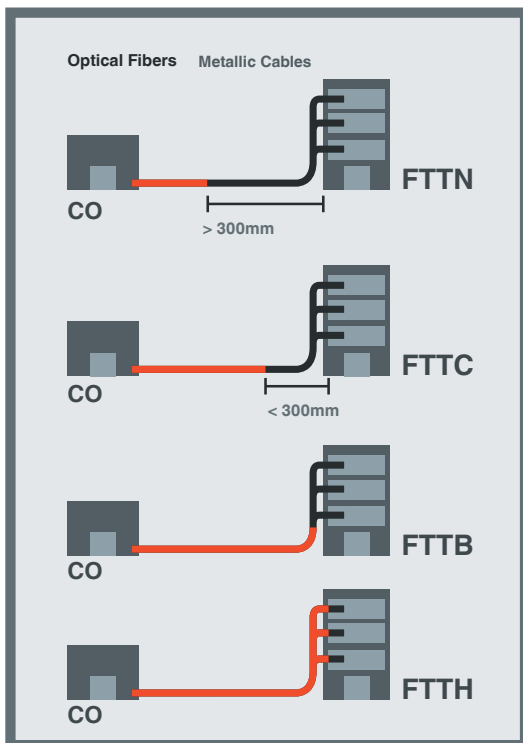 Optical Fibers Metallic Cables
FTTN
CO
> 300mm
FTTC
CO
< 300mm
FTTB
CO
FTTH
CO